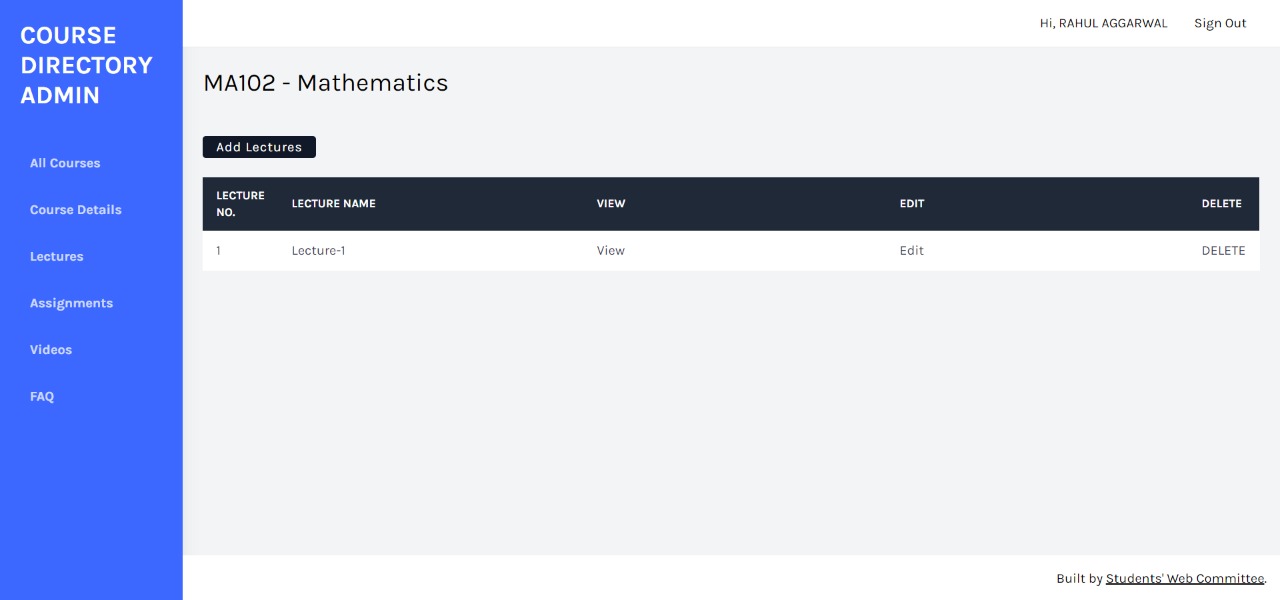 COURSE
DIRECTORY
ADMIN
All Courses
Course Details
Lectures
Assignments
Videos
FAQ
Hi, RAHUL AGGARWAL Sign Out
MA102 - Mathematics
Add Lectures
LECTURE
NO. LECTURE NAME VIEW EDIT DELETE
1 Lecture-1 View Edit DELETE
Built by Students' Web Committee.